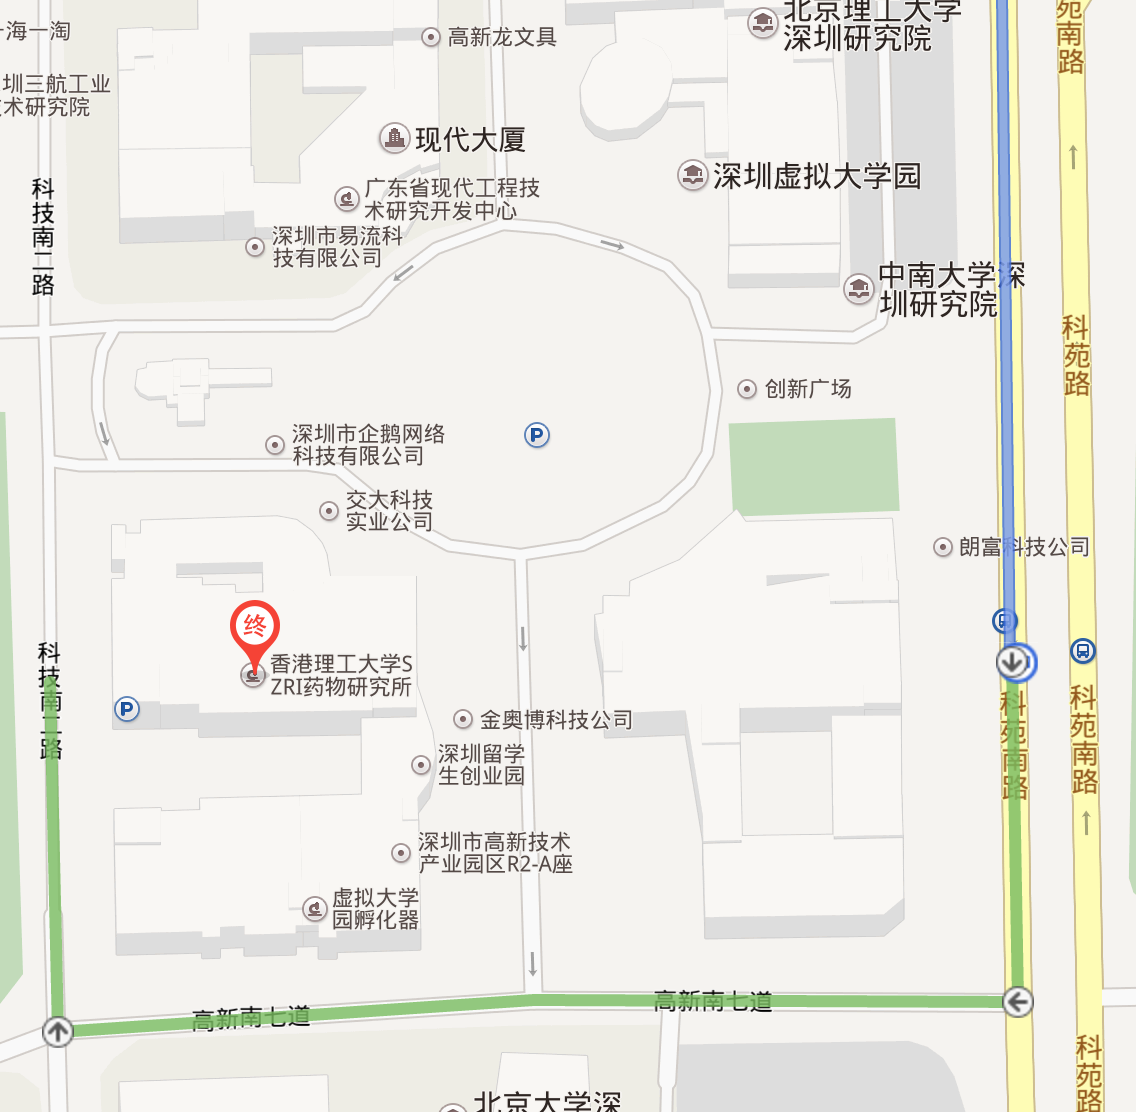 北京理工大学
深圳研究院
苑
南
路
一海一淘
高新龙文具
圳三航工业
术研究院
现代大厦
深圳虚拟大学园
广东省现代工程技
术研究开发中心
科
技
南
二
路
深圳市易流科
技有限公司
中南大学深
圳研究院
科
苑
路
创新广场
深圳市企鹅网络
科技有限公司
P
交大科技
实业公司
朗富科技公司
终
香港理工大学S
ZRI药物研究所
科
技
南
二
路
P
金奥博科技公司
科
苑
南
路
科
苑
南
路
深圳留学
生创业园
深圳市高新技术
产业园区R2-A座
虚拟大学
园孵化器
高新南七道
高新南七道
科
苑
路
北京大学深